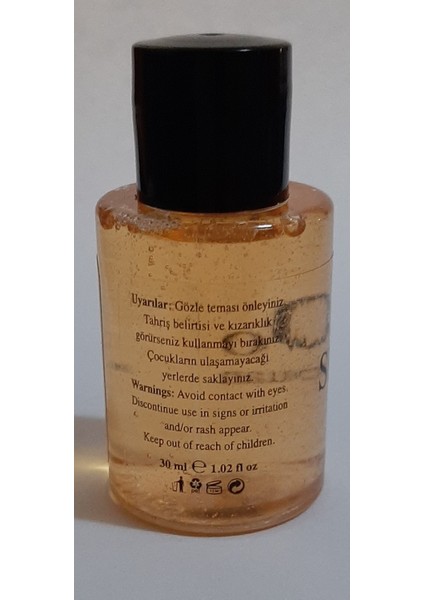 Uyarılar: Gözle teması önleyiniz.
Tahriş belirtisi ve kızarıklık
görürseniz kullanmayı bırakınız.
Çocukların ulaşamayacağı
yerlerde saklayınız.
Warnings: Avoid contact with eyes.
Discontinue use in signs or irritation
and/or rash appear.
Keep out of reach of children.
30 ml ℮ 1.02 fl oz